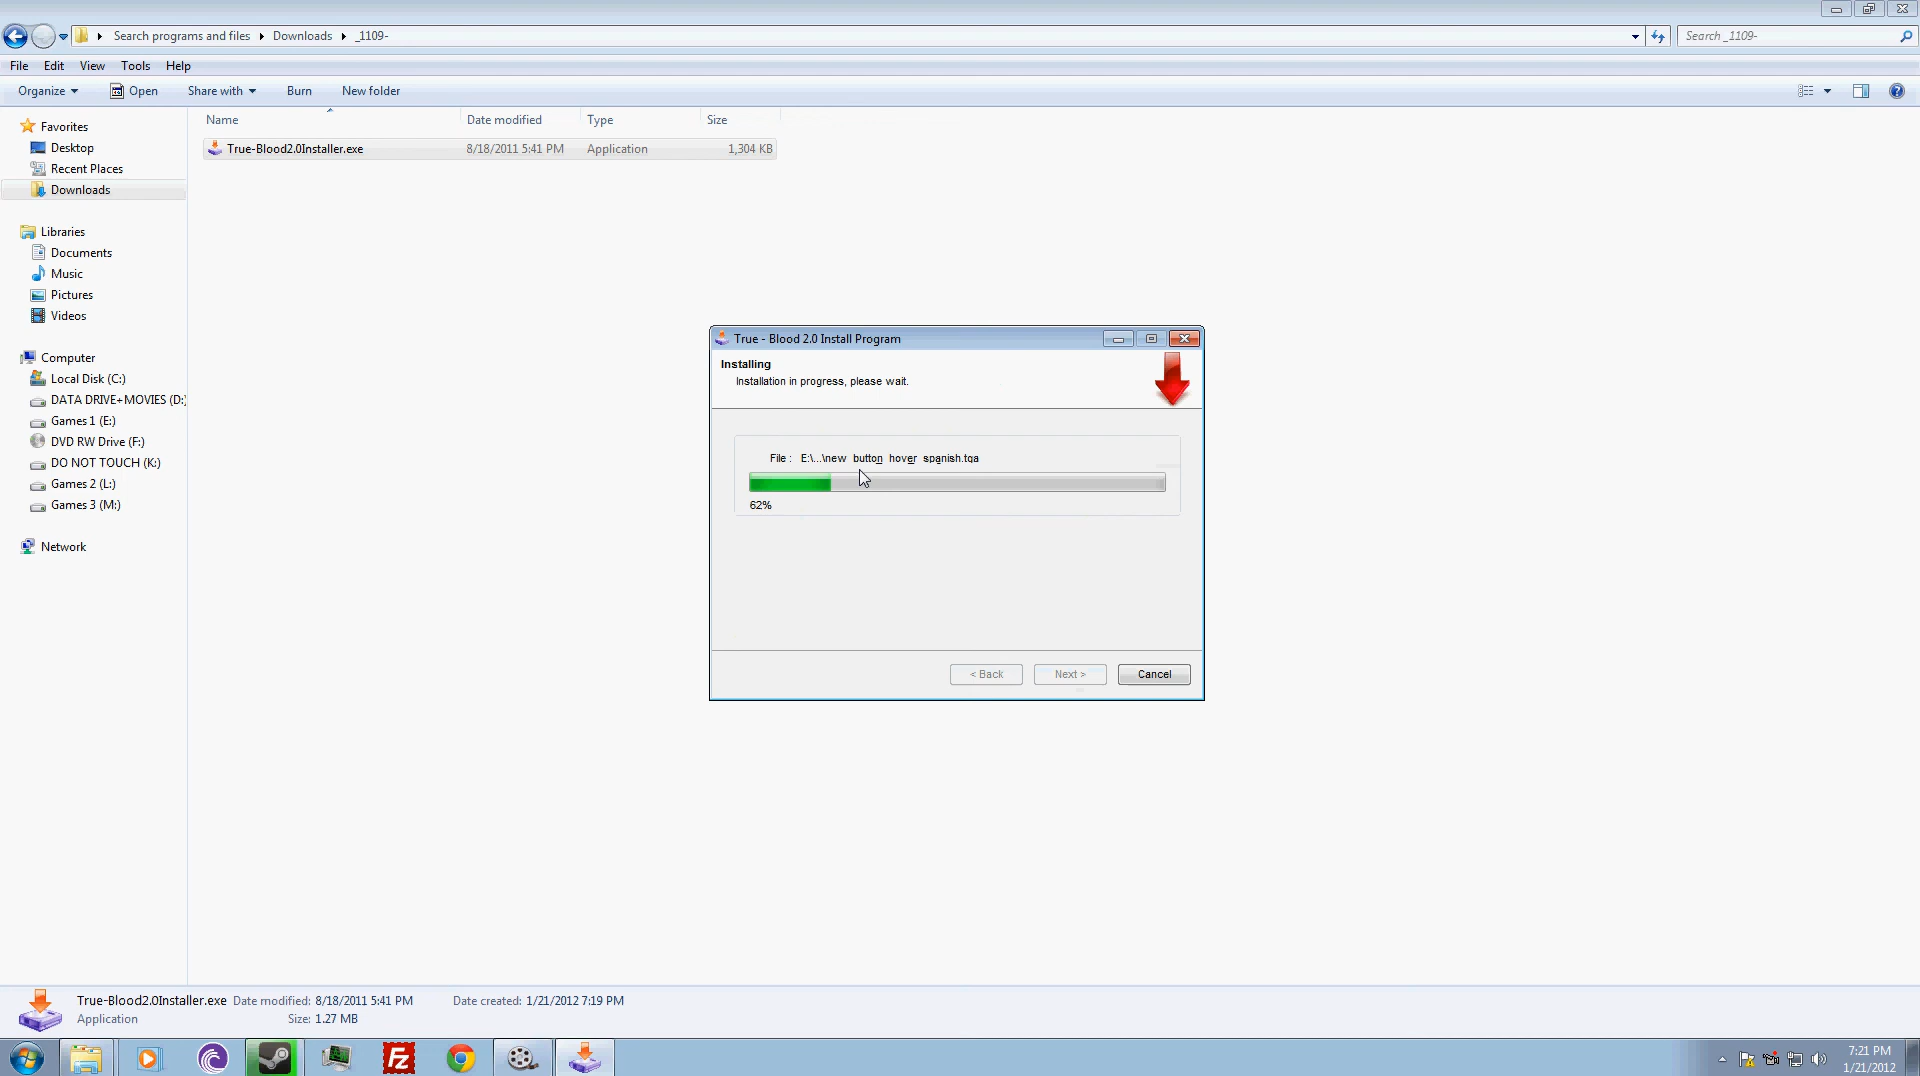 Search programs and files
Downloads
_1109-
Search _1109-
File Edit View Tools Help
Organize Open Share with Burn New folder
Name Date modified Type Size
True-Blood2.0Installer.exe 8/18/2011 5:41 PM Application 1,304 KB
Favorites
Desktop
Recent Places
Downloads
Libraries
Documents
Music
Pictures
Videos
Computer
Local Disk (C:)
DATA DRIVE+MOVIES (D:)
Games 1 (E:)
DVD RW Drive (F:)
DO NOT TOUCH (K:)
Games 2 (L:)
Games 3 (M:)
Network
True - Blood 2.0 Install Program
Installing
Installation in progress, please wait.
File : E:\...\new button hover spanish.tga
62%
< Back Next > Cancel
True-Blood2.0Installer.exe Date modified: 8/18/2011 5:41 PM Date created: 1/21/2012 7:19 PM
Application Size: 1.27 MB
7:21 PM
1/21/2012